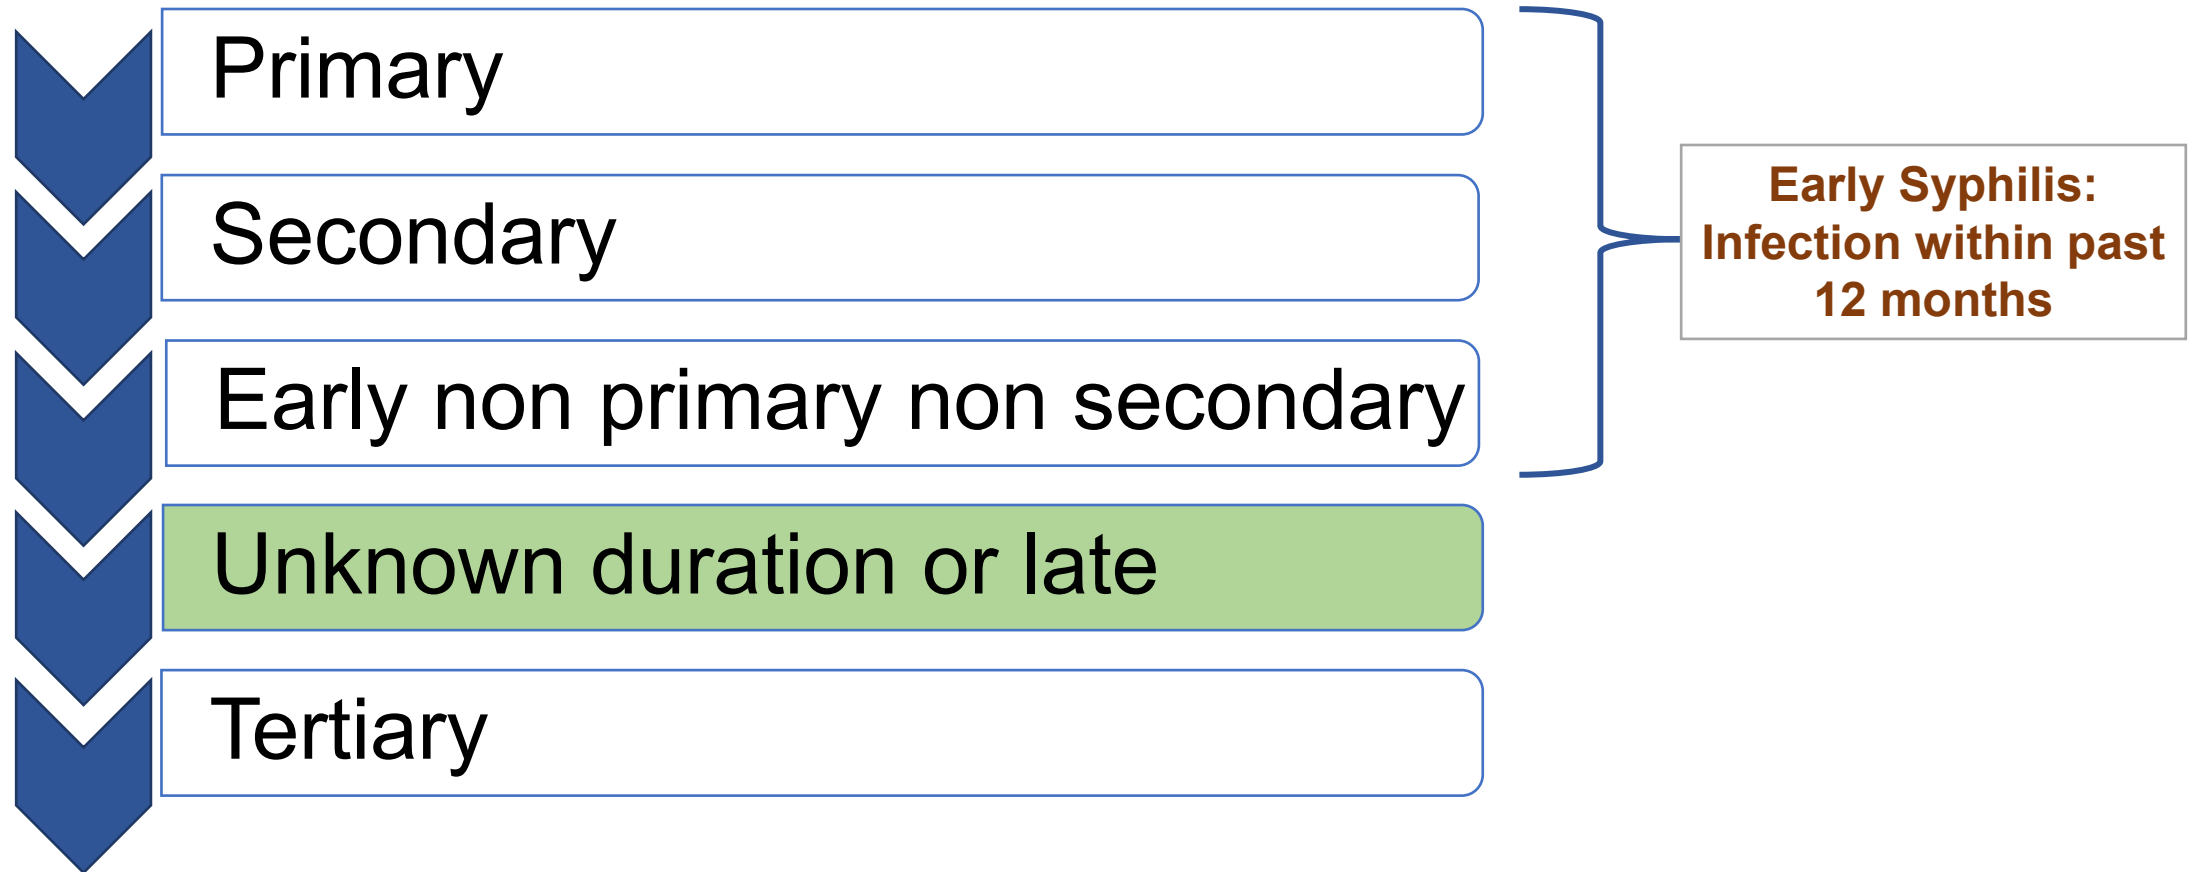 Primary
Secondary
Early non primary non secondary
Unknown duration or late
Tertiary
Early Syphilis:
Infection within past
12 months